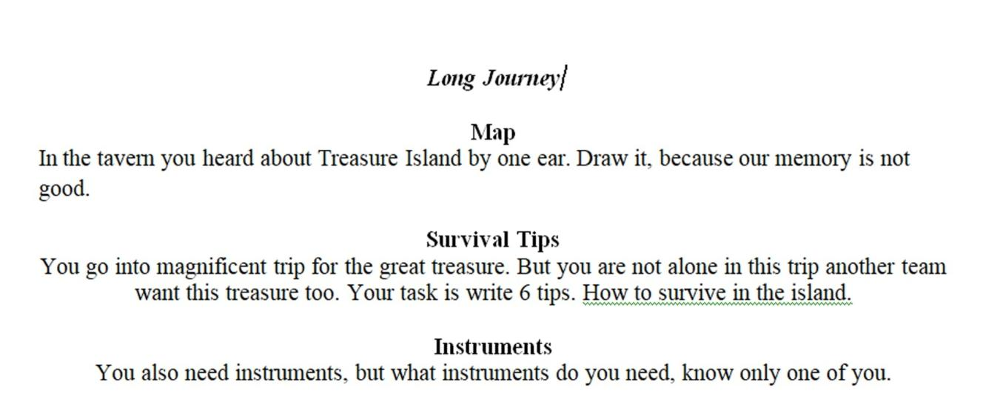 Long Journey
Map
In the tavern you heard about Treasure Island by one ear. Draw it, because our memory is not
good.
Survival Tips
You go into magnificent trip for the great treasure. But you are not alone in this trip another team
want this treasure too. Your task is write 6 tips. How to survive in the island.
Instruments
You also need instruments, but what instruments do you need, know only one of you.